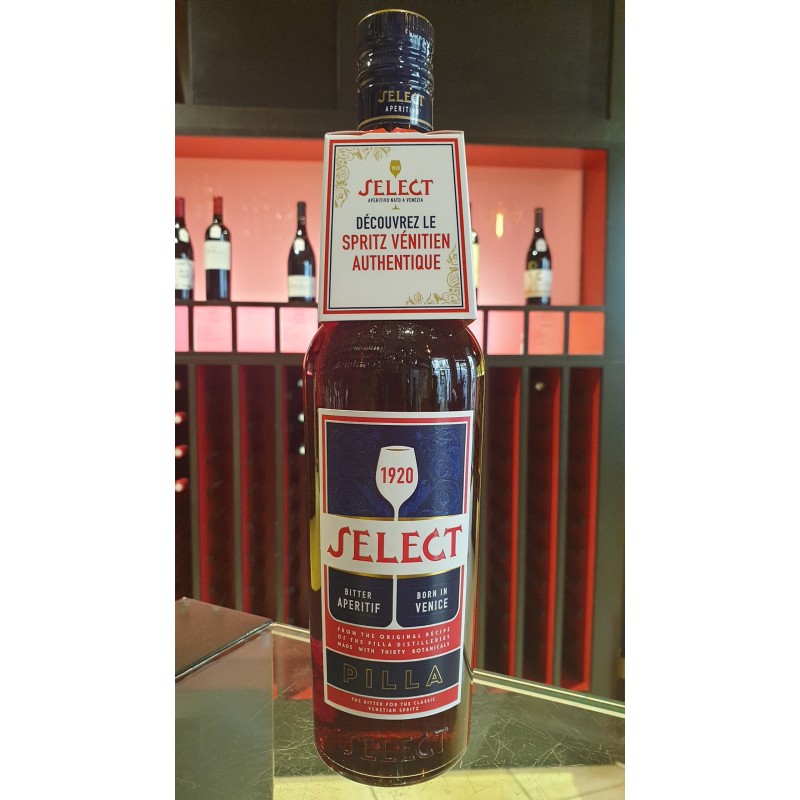 SELECT
APERITIVO
1920
SELECT
APERITIVO NATO A VENEZIA
DÉCOUVREZ LE
SPRITZ VÉNITIEN
AUTHENTIQUE
1920
SELECT
BITTER
APERITIF
BORN IN
VENICE
FROM THE ORIGINAL RECIPE
OF THE PILLA DISTILLERIES
MADE WITH THIRTY BOTANICALS
PILLA
THE BITTER FOR THE CLASSIC
VENETIAN SPRITZ
SELECT